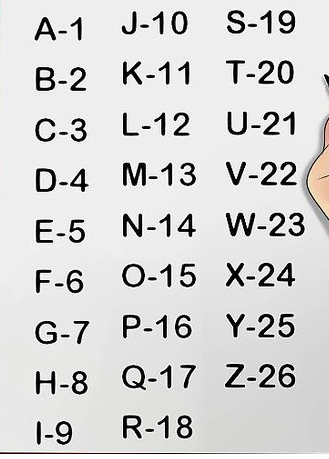 A-1
B-2
C-3
D-4
E-5
F-6
G-7
H-8
I-9
J-10
K-11
L-12
M-13
N-14
O-15
P-16
Q-17
R-18
S-19
T-20
U-21
V-22
W-23
X-24
Y-25
Z-26